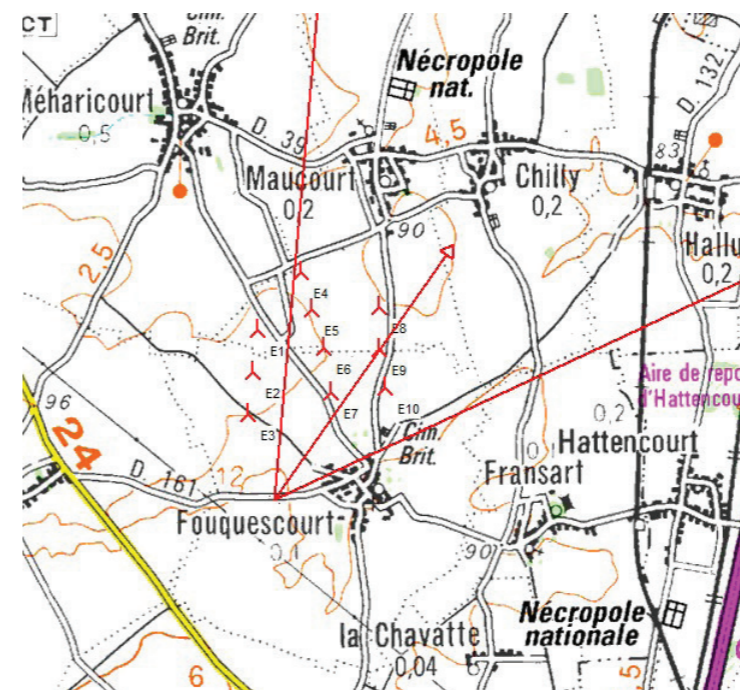 CT
Cim.
Brit.
Nécropole
nat.
Méharicourt
0,5
D. 39
4,5
D. 132
83
Maucourt
0,2
Chilly
0,2
90
Hallu
0,2
2,5
E4
E5
E8
E1
E6
E9
E2
E7
E10
E3
96
24
Cim.
Brit.
Aire de repo
d'Hattencou
0,2
Hattencourt
D. 161
12
Fransart
0,1
Fouquescourt
0,1
90
la Chavatte
0,04
Nécropole
nationale
6
5